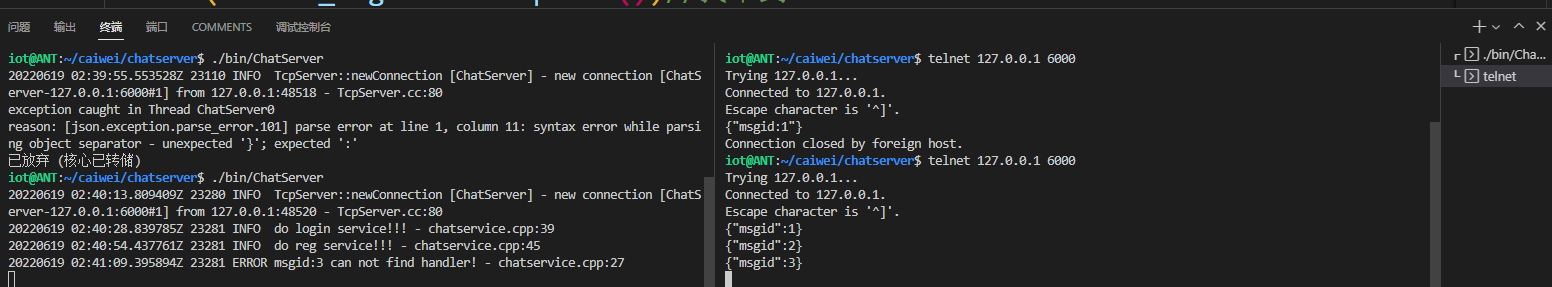 问题 输出 终端 端口 COMMENTS 调试控制台
iot@ANT:~/caiwei/chatserver$ ./bin/ChatServer
20220619 02:39:55.553528Z 23110 INFO  TcpServer::newConnection [ChatServer] - new connection [ChatS
erver-127.0.0.1:6000#1] from 127.0.0.1:48518 - TcpServer.cc:80
exception caught in Thread ChatServer0
reason: [json.exception.parse_error.101] parse error at line 1, column 11: syntax error while parsi
ng object separator - unexpected '}'; expected ':'
已放弃 (核心已转储)
iot@ANT:~/caiwei/chatserver$ ./bin/ChatServer
20220619 02:40:13.809409Z 23280 INFO  TcpServer::newConnection [ChatServer] - new connection [ChatS
erver-127.0.0.1:6000#1] from 127.0.0.1:48520 - TcpServer.cc:80
20220619 02:40:28.839785Z 23281 INFO  do login service!!! - chatservice.cpp:39
20220619 02:40:54.437761Z 23281 INFO  do reg service!!! - chatservice.cpp:45
20220619 02:41:09.395894Z 23281 ERROR msgid:3 can not find handler! - chatservice.cpp:27
iot@ANT:~/caiwei/chatserver$ telnet 127.0.0.1 6000
Trying 127.0.0.1...
Connected to 127.0.0.1.
Escape character is '^]'.
{"msgid:1"}
Connection closed by foreign host.
iot@ANT:~/caiwei/chatserver$ telnet 127.0.0.1 6000
Trying 127.0.0.1...
Connected to 127.0.0.1.
Escape character is '^]'.
{"msgid":1}
{"msgid":2}
{"msgid":3}
./bin/Cha...
telnet